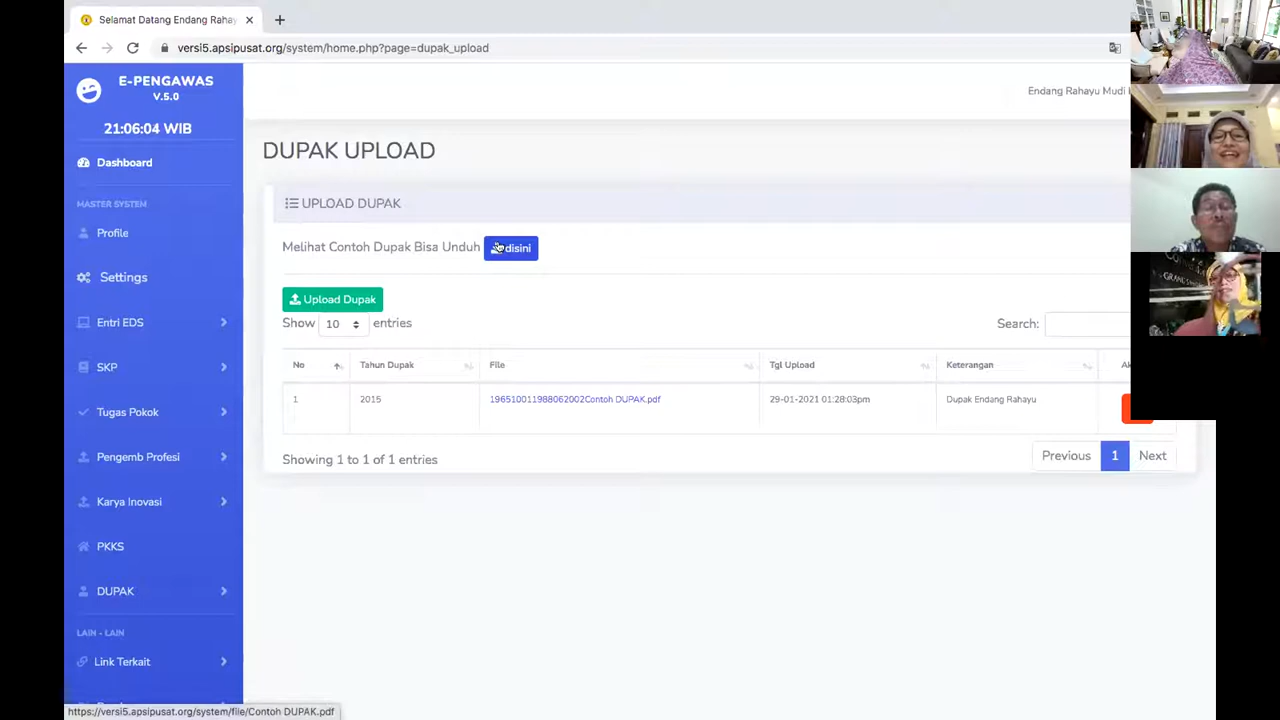 Selamat Datang Endang Rahay
versi5.apsipusat.org/system/home.php?page=dupak_upload
E-PENGAWAS
V.5.0
21:06:04 WIB
Endang Rahayu Mudi
Dashboard
MASTER SYSTEM
Profile
Settings
Entri EDS
SKP
Tugas Pokok
Pengemb Profesi
Karya Inovasi
PKKS
DUPAK
LAIN - LAIN
Link Terkait
DUPAK UPLOAD
UPLOAD DUPAK
Melihat Contoh Dupak Bisa Unduh disini
Upload Dupak
Show 10 entries
Search:
No Tahun Dupak File Tgl Upload Keterangan
1 2015 196510011988062002Contoh DUPAK.pdf 29-01-2021 01:28:03pm Dupak Endang Rahayu
Showing 1 to 1 of 1 entries
Previous 1 Next
https://versi5.apsipusat.org/system/file/Contoh DUPAK.pdf